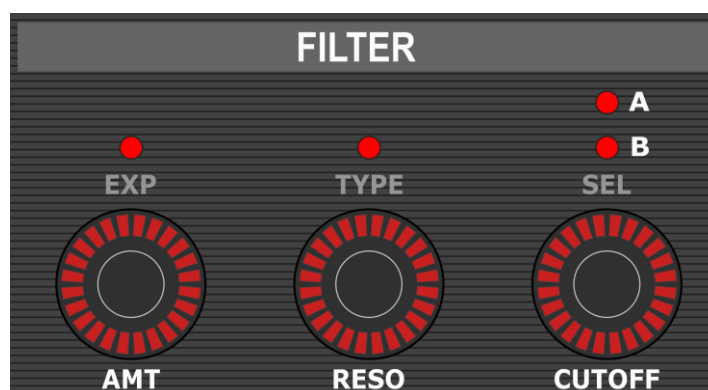 FILTER
A
B
EXP TYPE SEL
AMT RESO CUTOFF